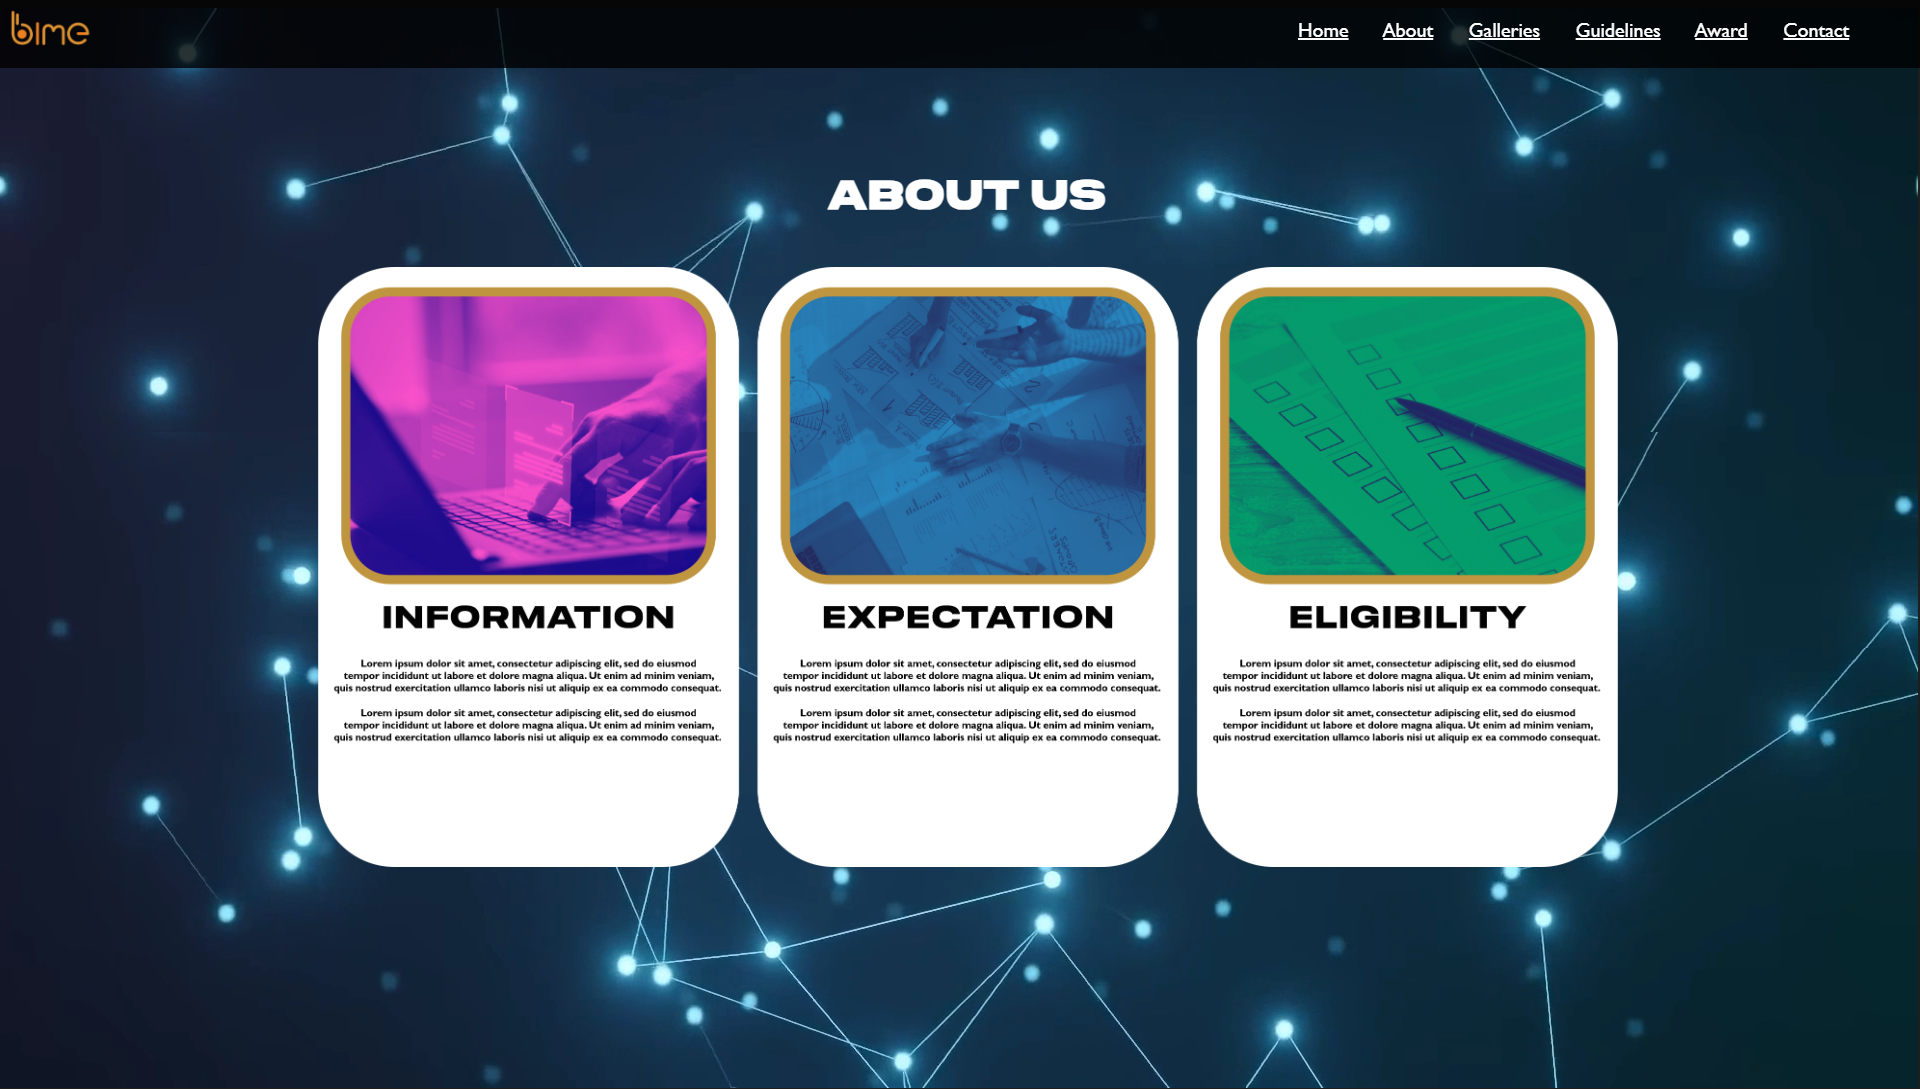 bime
Home About Galleries Guidelines Award Contact
ABOUT US
INFORMATION
Lorem ipsum dolor sit amet, consectetur adipiscing elit, sed do eiusmod
tempor incididunt ut labore et dolore magna aliqua. Ut enim ad minim veniam,
quis nostrud exercitation ullamco laboris nisi ut aliquip ex ea commodo consequat.
Lorem ipsum dolor sit amet, consectetur adipiscing elit, sed do eiusmod
tempor incididunt ut labore et dolore magna aliqua. Ut enim ad minim veniam,
quis nostrud exercitation ullamco laboris nisi ut aliquip ex ea commodo consequat.
EXPECTATION
Lorem ipsum dolor sit amet, consectetur adipiscing elit, sed do eiusmod
tempor incididunt ut labore et dolore magna aliqua. Ut enim ad minim veniam,
quis nostrud exercitation ullamco laboris nisi ut aliquip ex ea commodo consequat.
Lorem ipsum dolor sit amet, consectetur adipiscing elit, sed do eiusmod
tempor incididunt ut labore et dolore magna aliqua. Ut enim ad minim veniam,
quis nostrud exercitation ullamco laboris nisi ut aliquip ex ea commodo consequat.
ELIGIBILITY
Lorem ipsum dolor sit amet, consectetur adipiscing elit, sed do eiusmod
tempor incididunt ut labore et dolore magna aliqua. Ut enim ad minim veniam,
quis nostrud exercitation ullamco laboris nisi ut aliquip ex ea commodo consequat.
Lorem ipsum dolor sit amet, consectetur adipiscing elit, sed do eiusmod
tempor incididunt ut labore et dolore magna aliqua. Ut enim ad minim veniam,
quis nostrud exercitation ullamco laboris nisi ut aliquip ex ea commodo consequat.